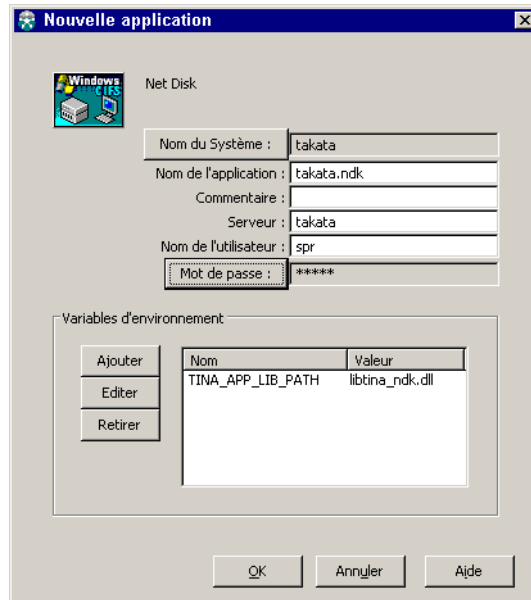 Nouvelle application
Windows
CIFS
Net Disk
Nom du Système : takata
Nom de l'application : takata.ndk
Commentaire :
Serveur : takata
Nom de l'utilisateur : spr
Mot de passe : *****
Variables d'environnement
Ajouter
Editer
Retirer
Nom Valeur
TINA_APP_LIB_PATH libtina_ndk.dll
OK Annuler Aide